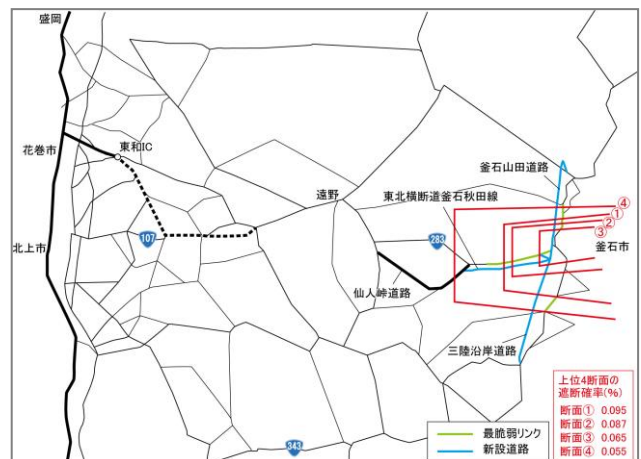 盛岡
花巻市
東和IC
北上市
107
遠野
釜石山田道路
東北横断道釜石秋田線
④
①
②
③
283
釜石市
仙人峠道路
三陸沿岸道路
343
最脆弱リンク
新設道路
上位4断面の
遮断確率(%)
断面① 0.095
断面② 0.087
断面③ 0.065
断面④ 0.055